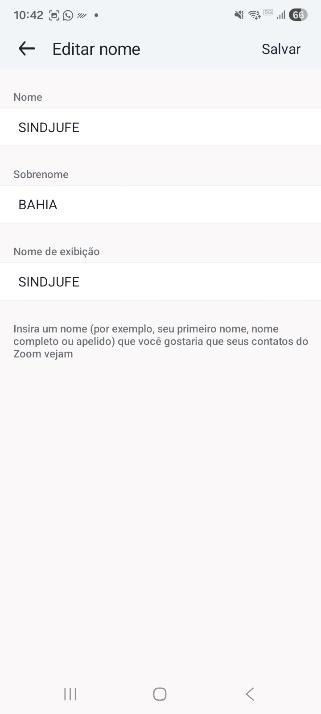 10:42
66
Editar nome
Salvar
Nome
SINDJUFE
Sobrenome
BAHIA
Nome de exibição
SINDJUFE
Insira um nome (por exemplo, seu primeiro nome, nome
completo ou apelido) que você gostaria que seus contatos do
Zoom vejam